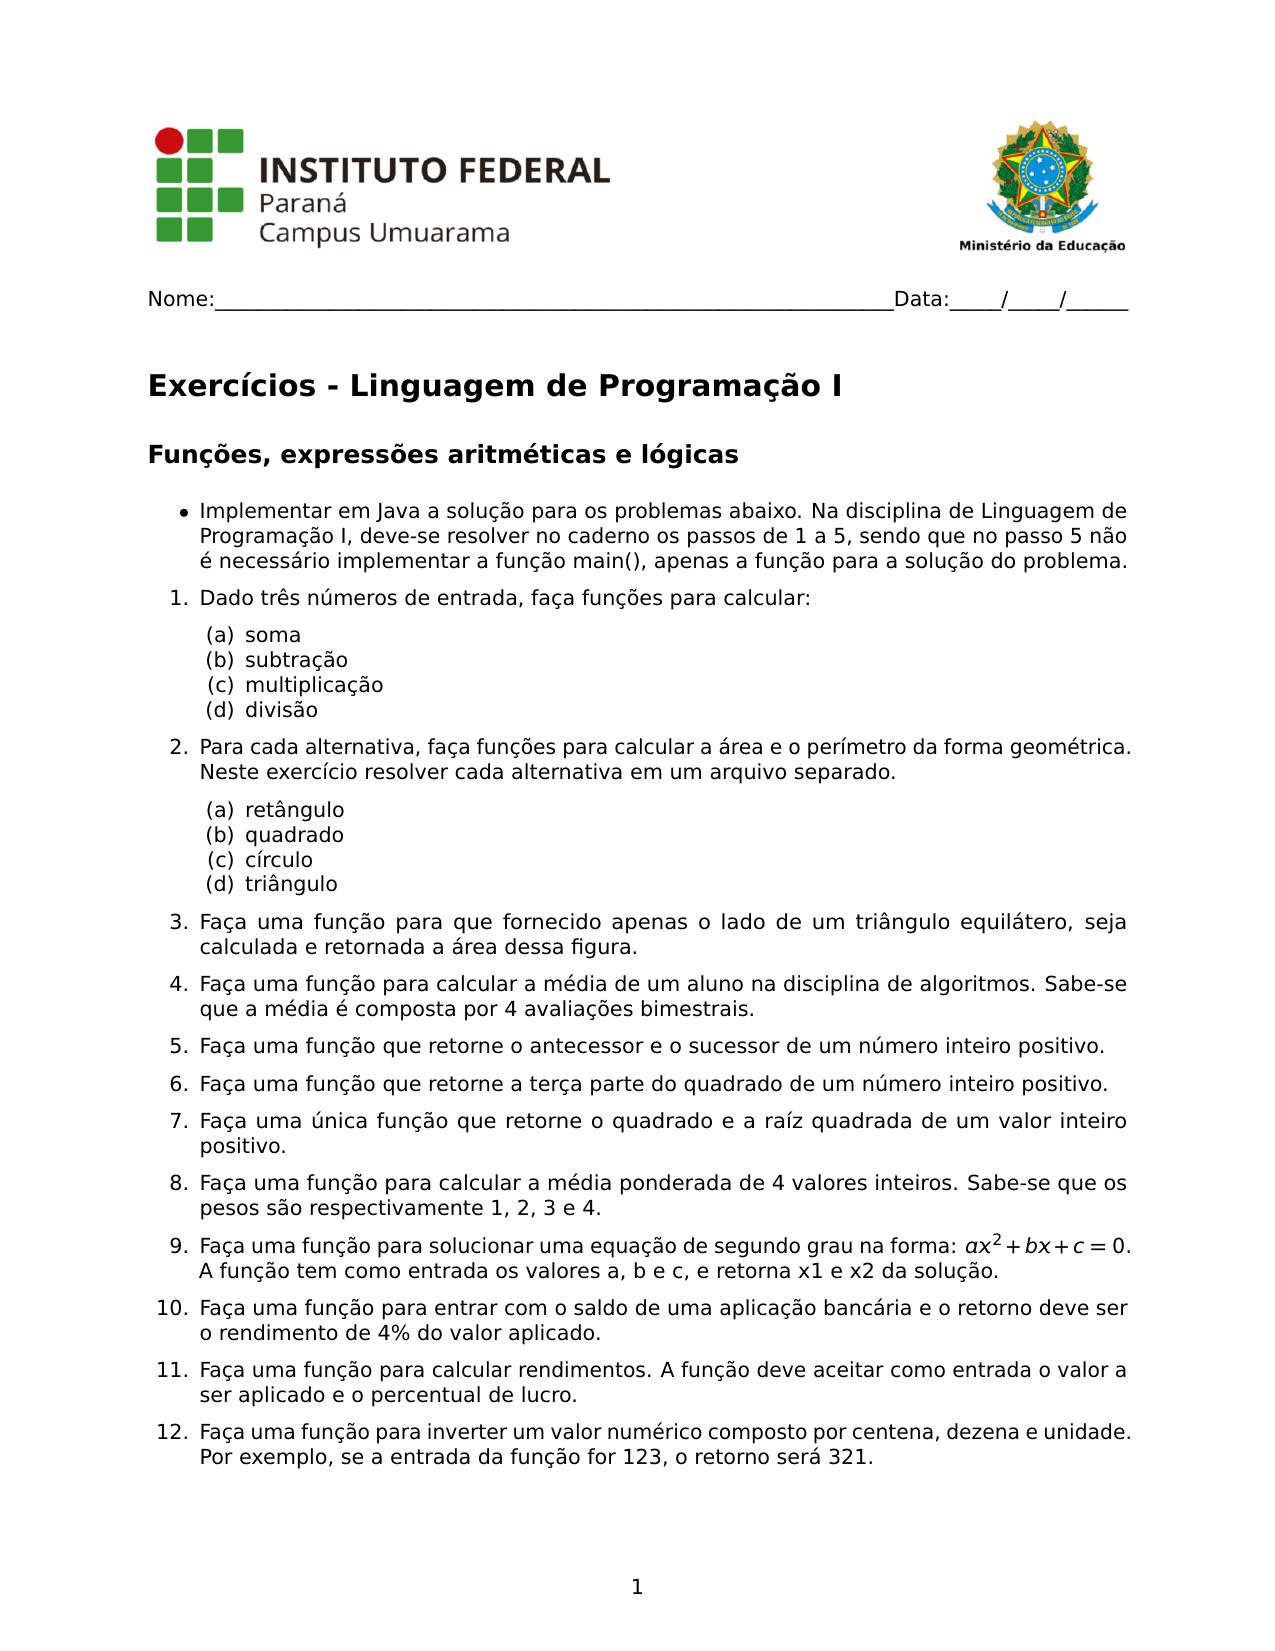 INSTITUTO FEDERAL
Paraná
Campus Umuarama
Ministério da Educação
Nome:_________________________________________________________________Data:_____/_____/______
Exercícios - Linguagem de Programação I
Funções, expressões aritméticas e lógicas
• Implementar em Java a solução para os problemas abaixo. Na disciplina de Linguagem de
Programação I, deve-se resolver no caderno os passos de 1 a 5, sendo que no passo 5 não
é necessário implementar a função main(), apenas a função para a solução do problema.
1. Dado três números de entrada, faça funções para calcular:
(a) soma
(b) subtração
(c) multiplicação
(d) divisão
2. Para cada alternativa, faça funções para calcular a área e o perímetro da forma geométrica.
Neste exercício resolver cada alternativa em um arquivo separado.
(a) retângulo
(b) quadrado
(c) círculo
(d) triângulo
3. Faça uma função para que fornecido apenas o lado de um triângulo equilátero, seja
calculada e retornada a área dessa figura.
4. Faça uma função para calcular a média de um aluno na disciplina de algoritmos. Sabe-se
que a média é composta por 4 avaliações bimestrais.
5. Faça uma função que retorne o antecessor e o sucessor de um número inteiro positivo.
6. Faça uma função que retorne a terça parte do quadrado de um número inteiro positivo.
7. Faça uma única função que retorne o quadrado e a raíz quadrada de um valor inteiro
positivo.
8. Faça uma função para calcular a média ponderada de 4 valores inteiros. Sabe-se que os
pesos são respectivamente 1, 2, 3 e 4.
9. Faça uma função para solucionar uma equação de segundo grau na forma: ax² + bx + c = 0.
A função tem como entrada os valores a, b e c, e retorna x1 e x2 da solução.
10. Faça uma função para entrar com o saldo de uma aplicação bancária e o retorno deve ser
o rendimento de 4% do valor aplicado.
11. Faça uma função para calcular rendimentos. A função deve aceitar como entrada o valor a
ser aplicado e o percentual de lucro.
12. Faça uma função para inverter um valor numérico composto por centena, dezena e unidade.
Por exemplo, se a entrada da função for 123, o retorno será 321.
1